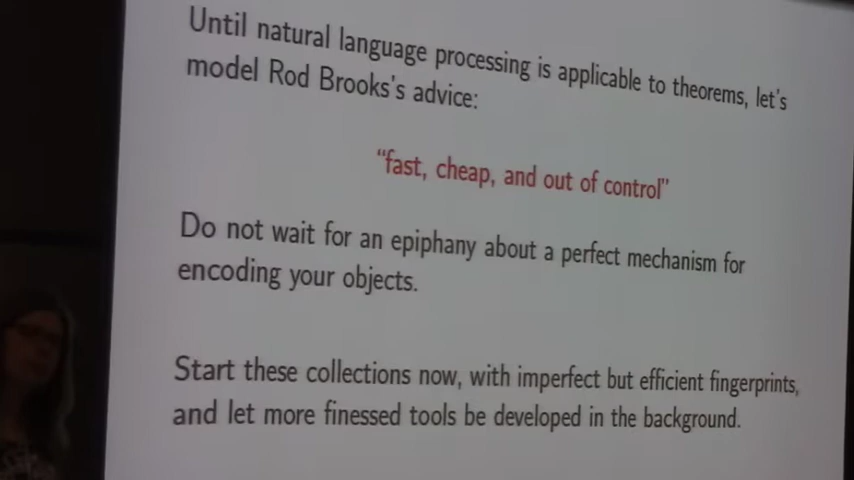 Until natural language processing is applicable to theorems, let's
model Rod Brooks's advice:
“fast, cheap, and out of control”
Do not wait for an epiphany about a perfect mechanism for
encoding your objects.
Start these collections now, with imperfect but efficient fingerprints,
and let more finessed tools be developed in the background.